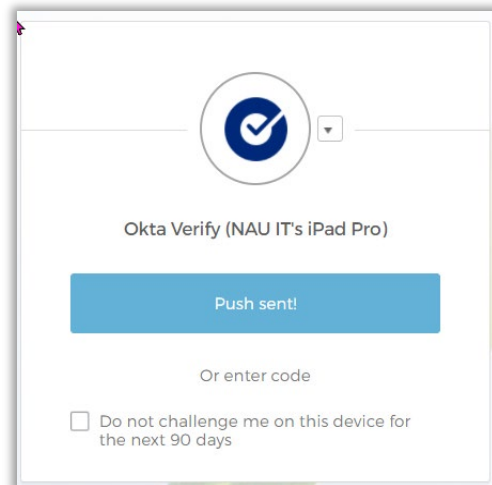 Okta Verify (NAU IT's iPad Pro)
Push sent!
Or enter code
Do not challenge me on this device for
the next 90 days